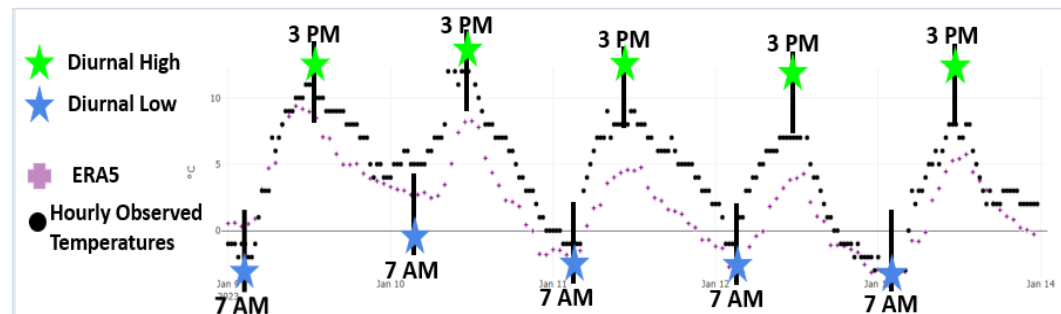 3 PM
3 PM
3 PM
3 PM
3 PM
Diurnal High
Diurnal Low
ERA5
Hourly Observed
Temperatures
°C
10
5
0
7 AM
7 AM
7 AM
7 AM
7 AM
Jan 10
Jan 11
Jan 12
Jan 14